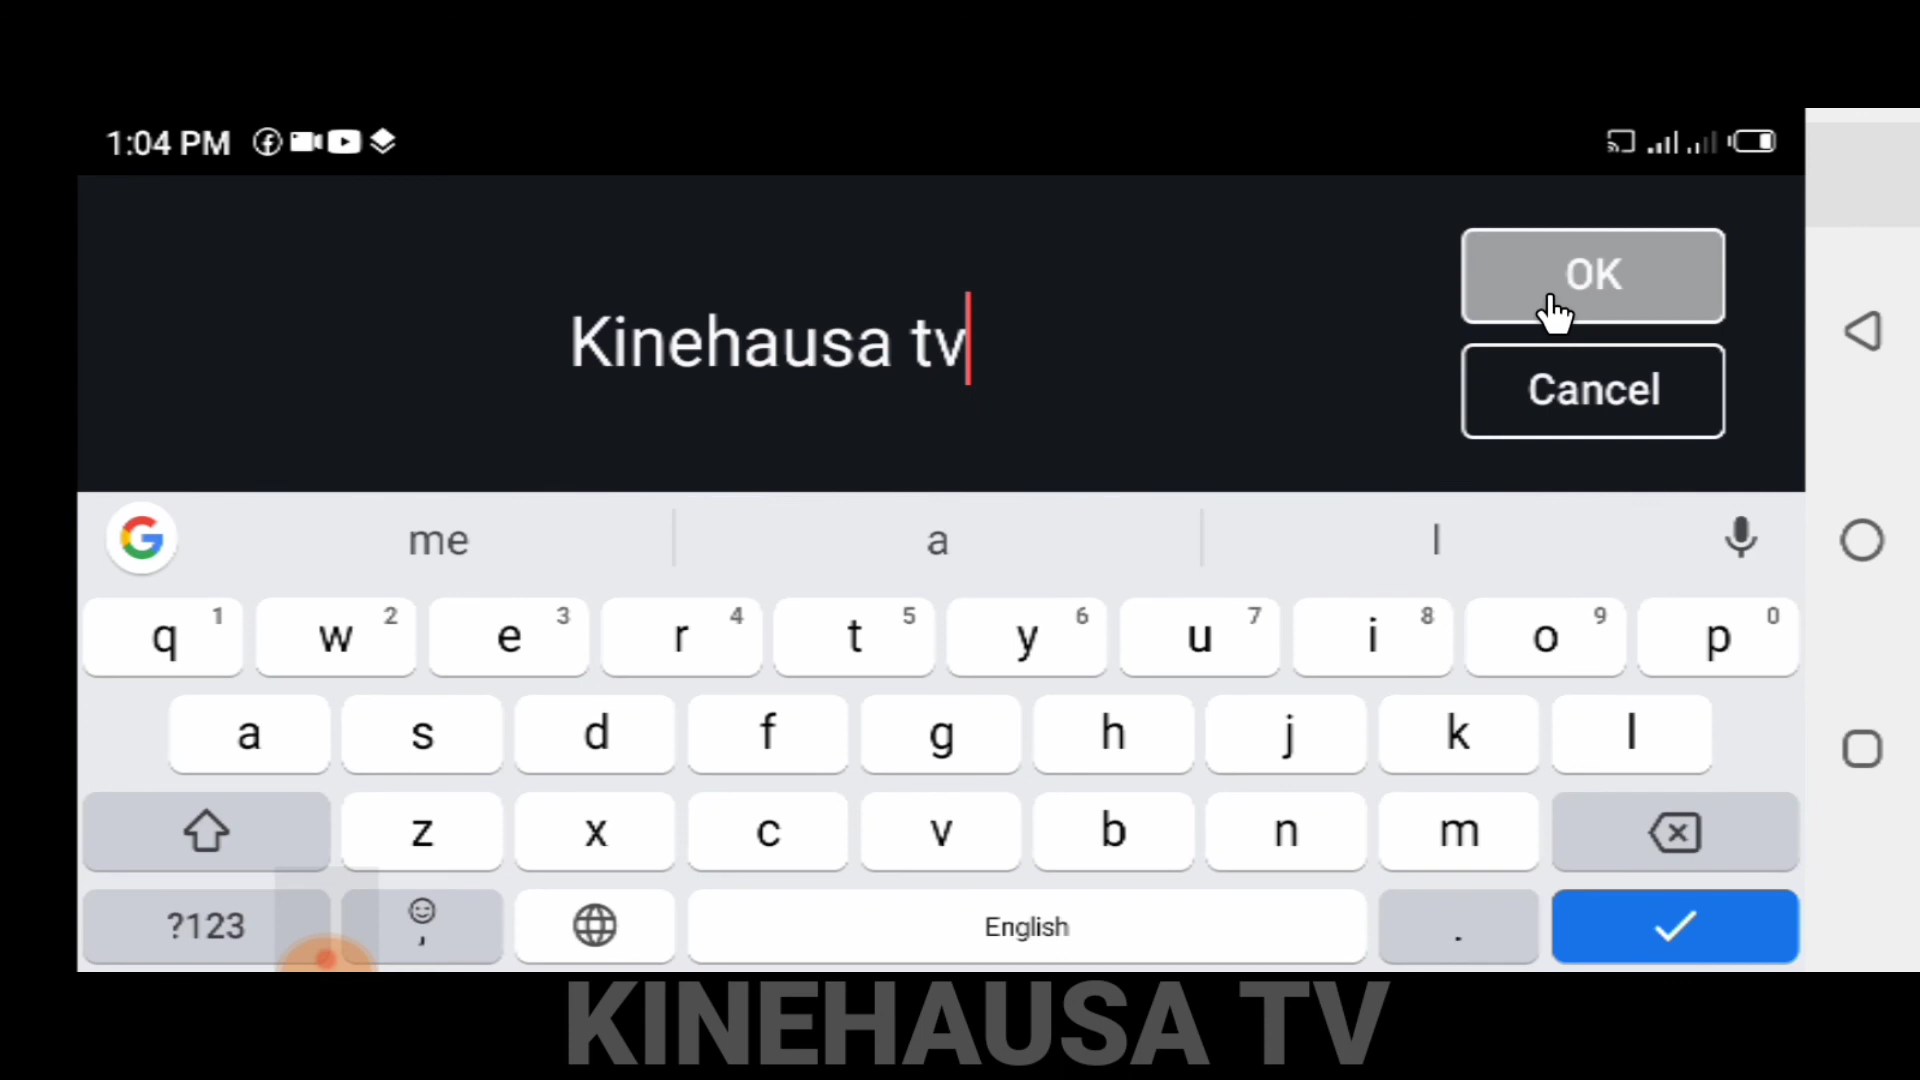 1:04 PM
OK
Kinehausa tv
Cancel
G me a I
q 1 w 2 e 3 r 4 t 5 y 6 u 7 i 8 o 9 p 0
a s d f g h j k l
z x c v b n m
?123 , English .
KINEHAUSA TV